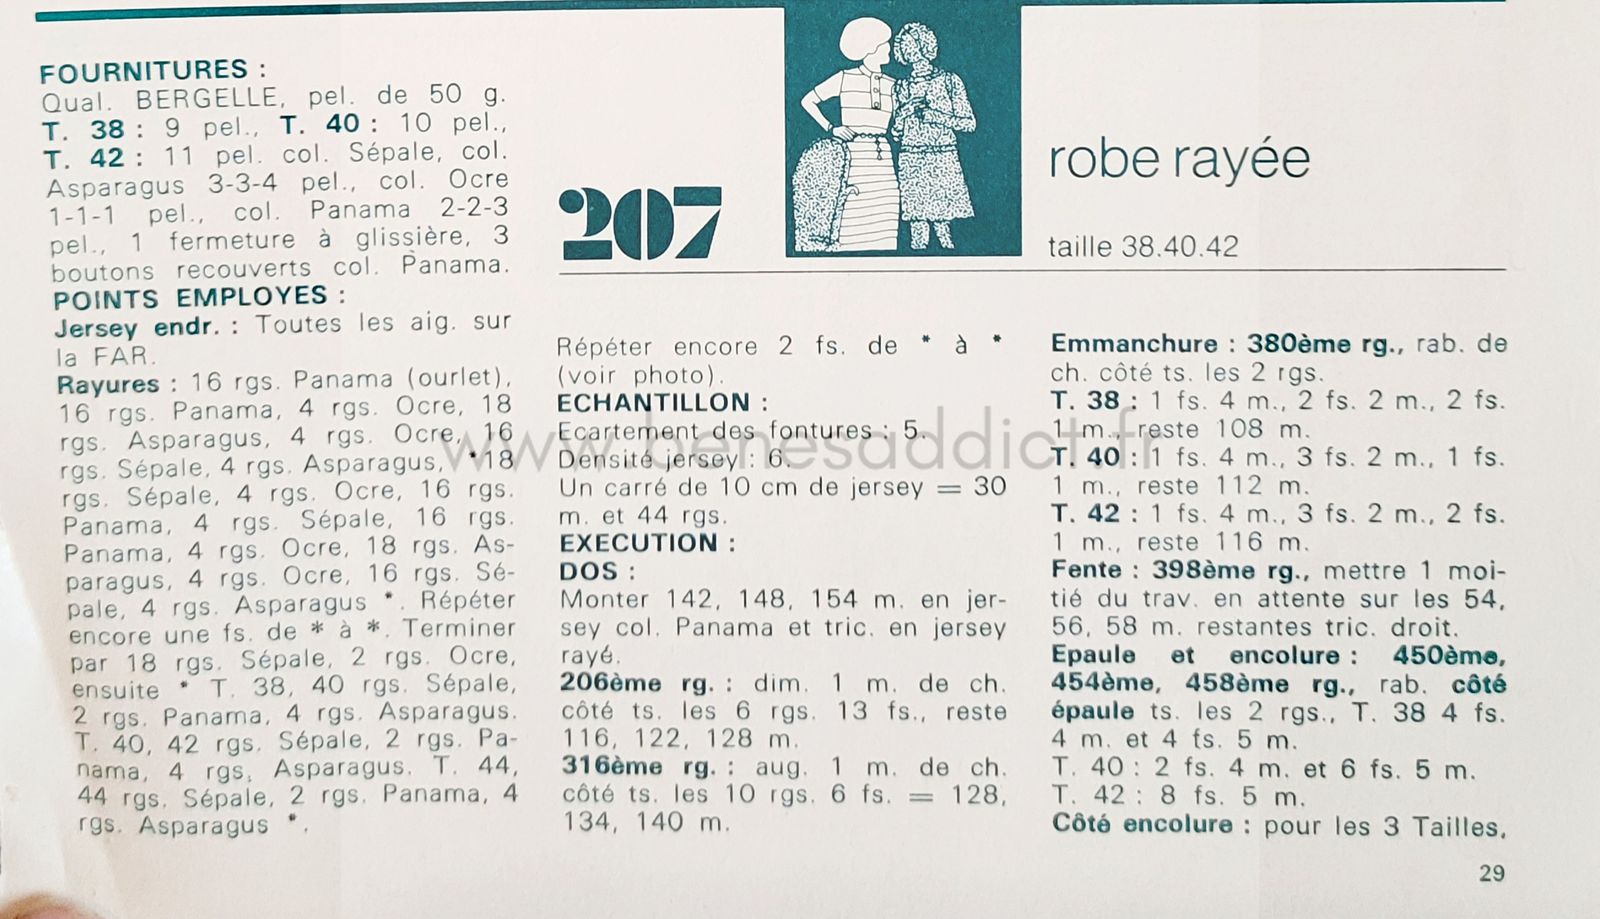 FOURNITURES :
Qual. BERGELLE, pel. de 50 g.
T. 38 : 9 pel., T. 40 : 10 pel.,
T. 42 : 11 pel. col. Sépale, col.
Asparagus 3-3-4 pel., col. Ocre
1-1-1 pel., col. Panama 2-2-3
pel., 1 fermeture à glissière, 3
boutons recouverts col. Panama.
POINTS EMPLOYES :
Jersey endr. : Toutes les aig. sur
la FAR.
Rayures : 16 rgs. Panama (ourlet),
16 rgs. Panama, 4 rgs. Ocre, 18
rgs. Asparagus, 4 rgs. Ocre, 16
rgs. Sépale, 4 rgs. Asparagus, *18
rgs. Sépale, 4 rgs. Ocre, 16 rgs.
Panama, 4 rgs. Sépale, 16 rgs.
Panama, 4 rgs. Ocre, 18 rgs. As-
paragus, 4 rgs. Ocre, 16 rgs. Sé-
pale, 4 rgs. Asparagus *. Répéter
encore une fs. de * à *. Terminer
par 18 rgs. Sépale, 2 rgs. Ocre,
ensuite * T. 38, 40 rgs. Sépale,
2 rgs. Panama, 4 rgs. Asparagus.
T. 40, 42 rgs. Sépale, 2 rgs. Pa-
nama, 4 rgs, Asparagus. T. 44,
44 rgs. Sépale, 2 rgs. Panama, 4
rgs. Asparagus *.
207
robe rayée
taille 38.40.42
Répéter encore 2 fs. de * à *
(voir photo).
ECHANTILLON :
Ecartement des fontures : 5.
Densité jersey : 6.
Un carré de 10 cm de jersey = 30
m. et 44 rgs.
EXECUTION :
DOS :
Monter 142, 148, 154 m. en jer-
sey col. Panama et tric. en jersey
rayé.
206ème rg. : dim. 1 m. de ch.
côté ts. les 6 rgs. 13 fs., reste
116, 122, 128 m.
316ème rg. : aug. 1 m. de ch.
côté ts. les 10 rgs. 6 fs. = 128,
134, 140 m.
Emmanchure : 380ème rg., rab. de
ch. côté ts. les 2 rgs.
T. 38 : 1 fs. 4 m., 2 fs. 2 m., 2 fs.
1 m., reste 108 m.
T. 40 : 1 fs. 4 m., 3 fs. 2 m., 1 fs.
1 m., reste 112 m.
T. 42 : 1 fs. 4 m., 3 fs. 2 m., 2 fs.
1 m., reste 116 m.
Fente : 398ème rg., mettre 1 moi-
tié du trav. en attente sur les 54,
56, 58 m. restantes tric. droit.
Epaule et encolure : 450ème,
454ème, 458ème rg., rab. côté
épaule ts. les 2 rgs., T. 38 4 fs.
4 m. et 4 fs. 5 m.
T. 40 : 2 fs. 4 m. et 6 fs. 5 m.
T. 42 : 8 fs. 5 m.
Côté encolure : pour les 3 Tailles,
29
www.benesaddict.fr